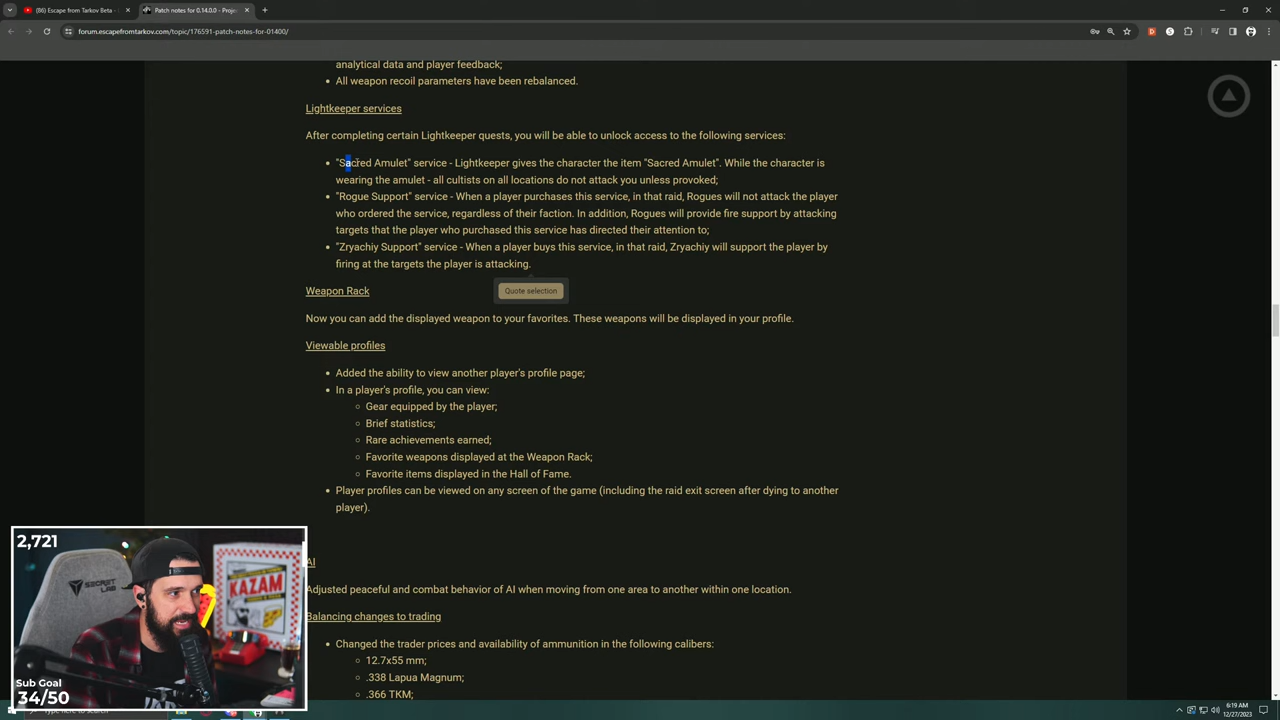 (86) Escape from Tarkov Beta -
Patch notes for 0.14.0.0 - Proje
forum.escapefromtarkov.com/topic/176591-patch-notes-for-01400/
analytical data and player feedback;
All weapon recoil parameters have been rebalanced.
Lightkeeper services
After completing certain Lightkeeper quests, you will be able to unlock access to the following services:
"Sacred Amulet" service - Lightkeeper gives the character the item "Sacred Amulet". While the character is
wearing the amulet - all cultists on all locations do not attack you unless provoked;
"Rogue Support" service - When a player purchases this service, in that raid, Rogues will not attack the player
who ordered the service, regardless of their faction. In addition, Rogues will provide fire support by attacking
targets that the player who purchased this service has directed their attention to;
"Zryachiy Support" service - When a player buys this service, in that raid, Zryachiy will support the player by
firing at the targets the player is attacking.
Quote selection
Weapon Rack
Now you can add the displayed weapon to your favorites. These weapons will be displayed in your profile.
Viewable profiles
Added the ability to view another player's profile page;
In a player's profile, you can view:
Gear equipped by the player;
Brief statistics;
Rare achievements earned;
Favorite weapons displayed at the Weapon Rack;
Favorite items displayed in the Hall of Fame.
Player profiles can be viewed on any screen of the game (including the raid exit screen after dying to another
player).
2,721
AI
Adjusted peaceful and combat behavior of AI when moving from one area to another within one location.
Balancing changes to trading
Changed the trader prices and availability of ammunition in the following calibers:
12.7x55 mm;
.338 Lapua Magnum;
.366 TKM;
SECRETLAB
KAZAM
Sub Goal
34/50
Type here to search
6:19 AM
12/27/2023